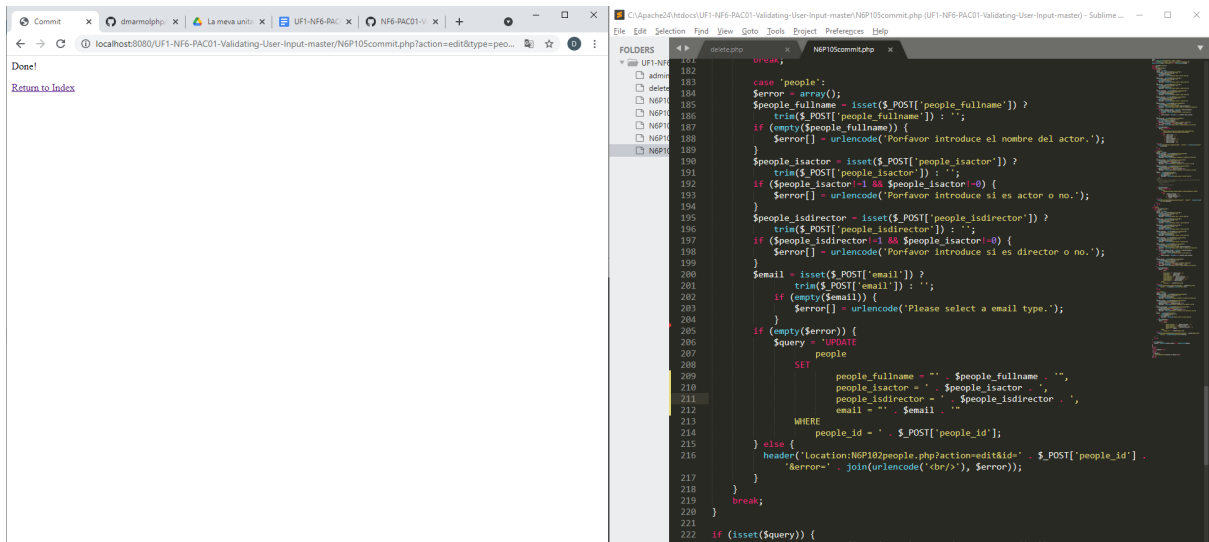 Commit
dmarmolphp
La meva unita
UF1-NF6-PAC
NF6-PAC01-V
localhost:8080/UF1-NF6-PAC01-Validating-User-Input-master/N6P105commit.php?action=edit&type=peo...
D
Done!
Return to Index
C:\Apache24\htdocs\UF1-NF6-PAC01-Validating-User-Input-master\N6P105commit.php (UF1-NF6-PAC01-Validating-User-Input-master) - Sublime ...
File Edit Selection Find View Goto Tools Project Preferences Help
FOLDERS
UF1-NF6
admin
delete
N6P10
N6P10
N6P102
N6P10
N6P10
delete.php
N6P105commit.php
181 break;
182
183 case 'people':
184 $error = array();
185 $people_fullname = isset($_POST['people_fullname']) ?
186 trim($_POST['people_fullname']) : '';
187 if (empty($people_fullname)) {
188 $error[] = urlencode('Porfavor introduce el nombre del actor.');
189 }
190 $people_isactor = isset($_POST['people_isactor']) ?
191 trim($_POST['people_isactor']) : '';
192 if ($people_isactor!=1 && $people_isactor!=0) {
193 $error[] = urlencode('Porfavor introduce si es actor o no.');
194 }
195 $people_isdirector = isset($_POST['people_isdirector']) ?
196 trim($_POST['people_isdirector']) : '';
197 if ($people_isdirector!=1 && $people_isactor!=0) {
198 $error[] = urlencode('Porfavor introduce si es director o no.');
199 }
200 $email = isset($_POST['email']) ?
201 trim($_POST['email']) : '';
202 if (empty($email)) {
203 $error[] = urlencode('Please select a email type.');
204 }
205 if (empty($error)) {
206 $query = 'UPDATE
207 people
208 SET
209 people_fullname = "' . $people_fullname . '",
210 people_isactor = ' . $people_isactor . ',
211 people_isdirector = ' . $people_isdirector . ',
212 email = "' . $email . '"
213 WHERE
214 people_id = ' . $_POST['people_id'];
215 } else {
216 header('Location:N6P102people.php?action=edit&id=' . $_POST['people_id'] .
'&error=' . join(urlencode('<br/>'), $error));
217 }
218 }
219 break;
220 }
221
222 if (isset($query)) {